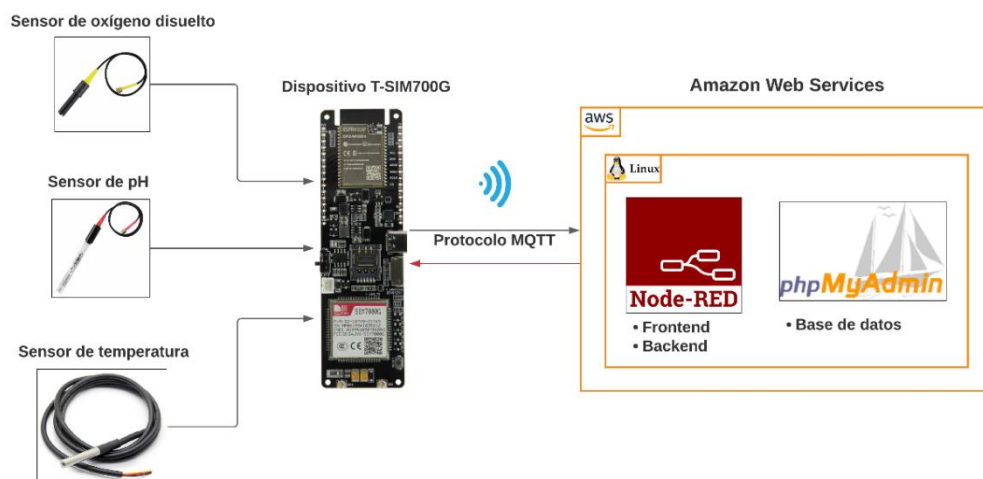 Sensor de oxígeno disuelto
Dispositivo T-SIM700G
Amazon Web Services
aws
Linux
Sensor de pH
Protocolo MQTT
Node-RED
phpMyAdmin
• Frontend
• Backend
• Base de datos
Sensor de temperatura
SIM7000G